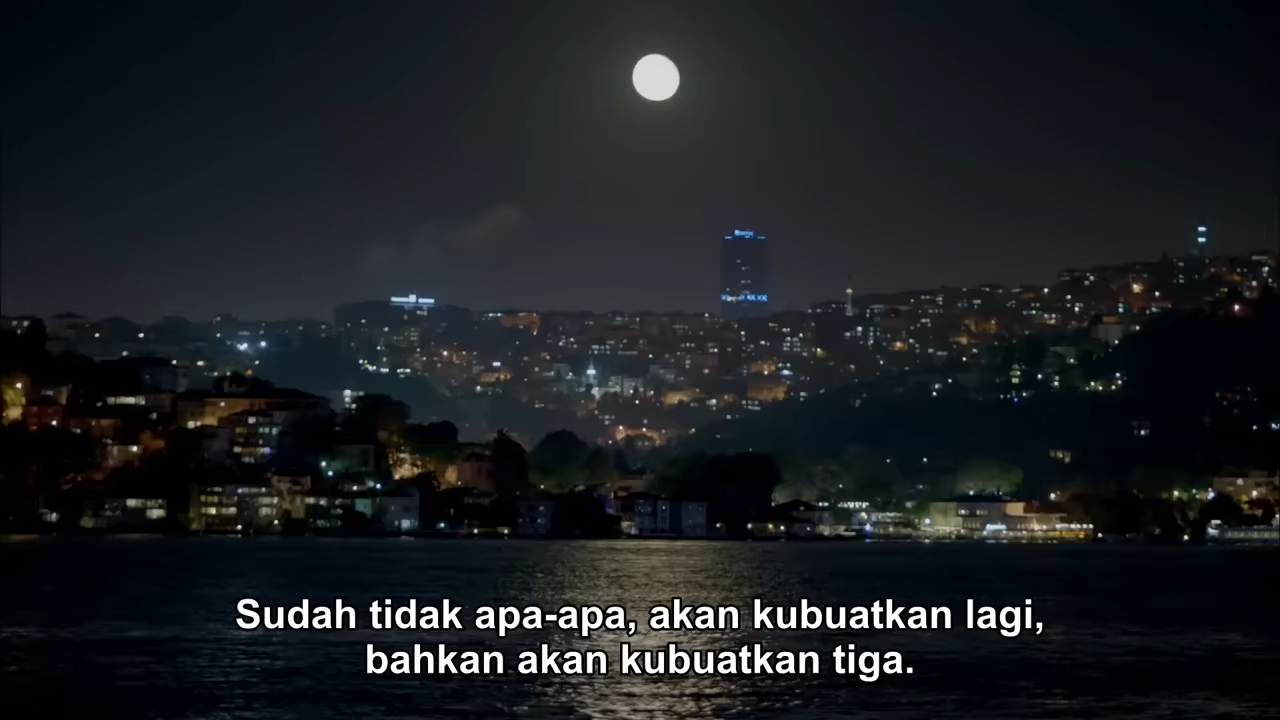 Sudah tidak apa-apa, akan kubuatkan lagi,
bahkan akan kubuatkan tiga.